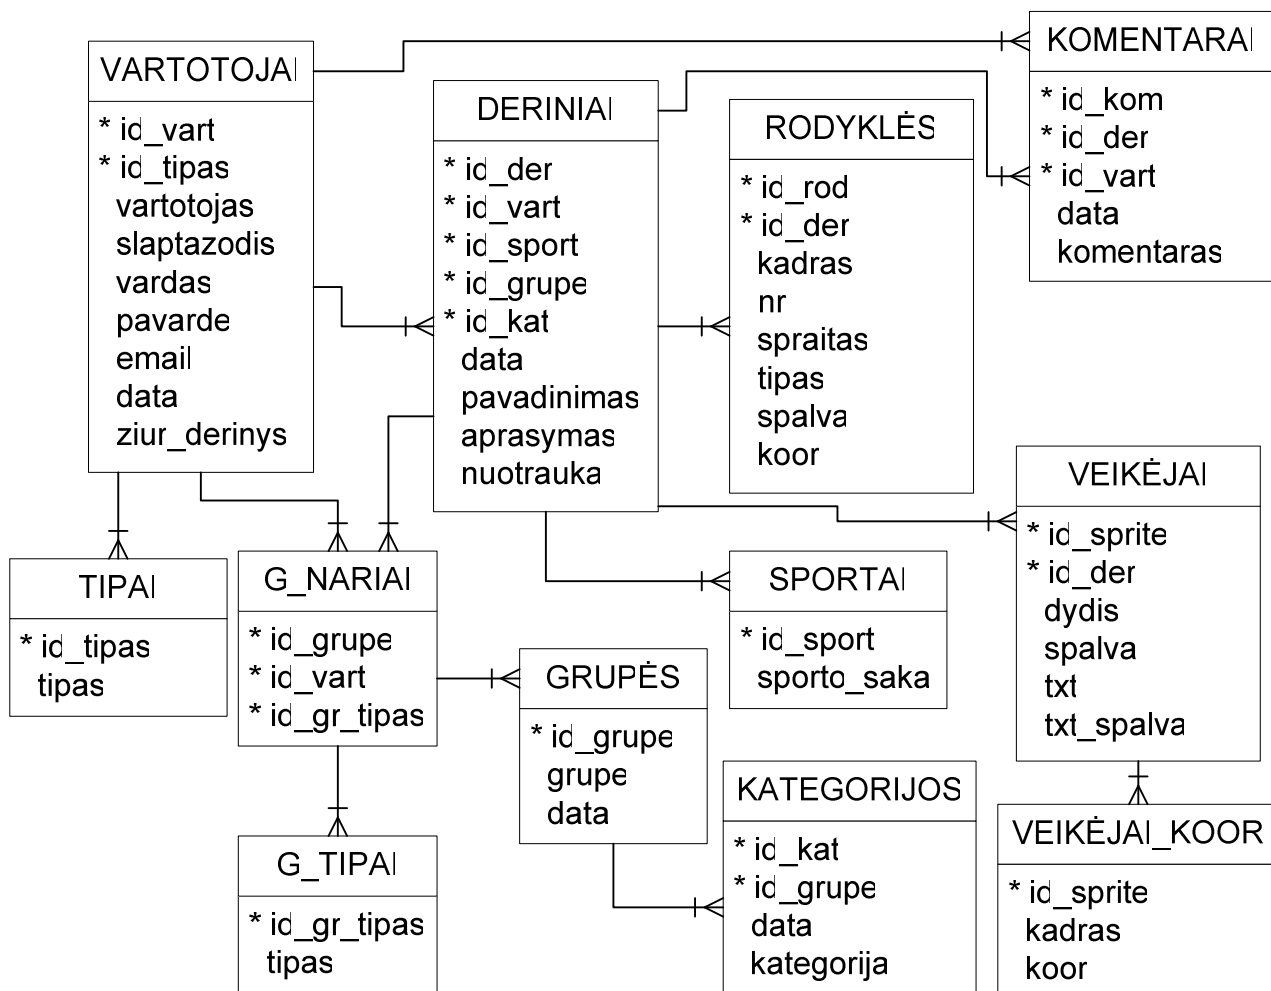 VARTOTOJAI
* id_vart
* id_tipas
vartotojas
slaptazodis
vardas
pavarde
email
data
ziur_derinys
DERINIAI
* id_der
* id_vart
* id_sport
* id_grupe
* id_kat
data
pavadinimas
aprasymas
nuotrauka
RODYKLĖS
* id_rod
* id_der
kadras
nr
spraitas
tipas
spalva
koor
KOMENTARAI
* id_kom
* id_der
* id_vart
data
komentaras
TIPAI
* id_tipas
tipas
G_NARIAI
* id_grupe
* id_vart
* id_gr_tipas
G_TIPAI
* id_gr_tipas
tipas
GRUPĖS
* id_grupe
grupe
data
SPORTAI
* id_sport
sporto_saka
KATEGORIJOS
* id_kat
* id_grupe
data
kategorija
VEIKĖJAI
* id_sprite
* id_der
dydis
spalva
txt
txt_spalva
VEIKĖJAI_KOOR
* id_sprite
kadras
koor